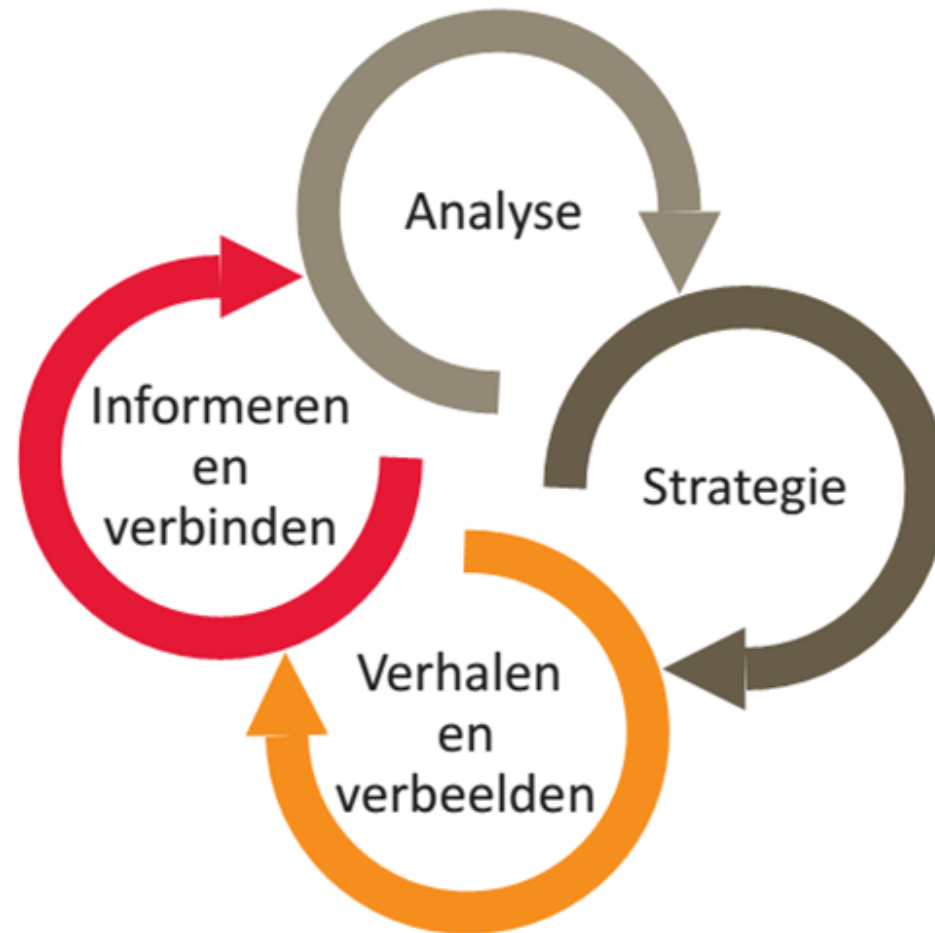 Analyse
Strategie
Verhalen
en
verbeelden
Informeren
en
verbinden